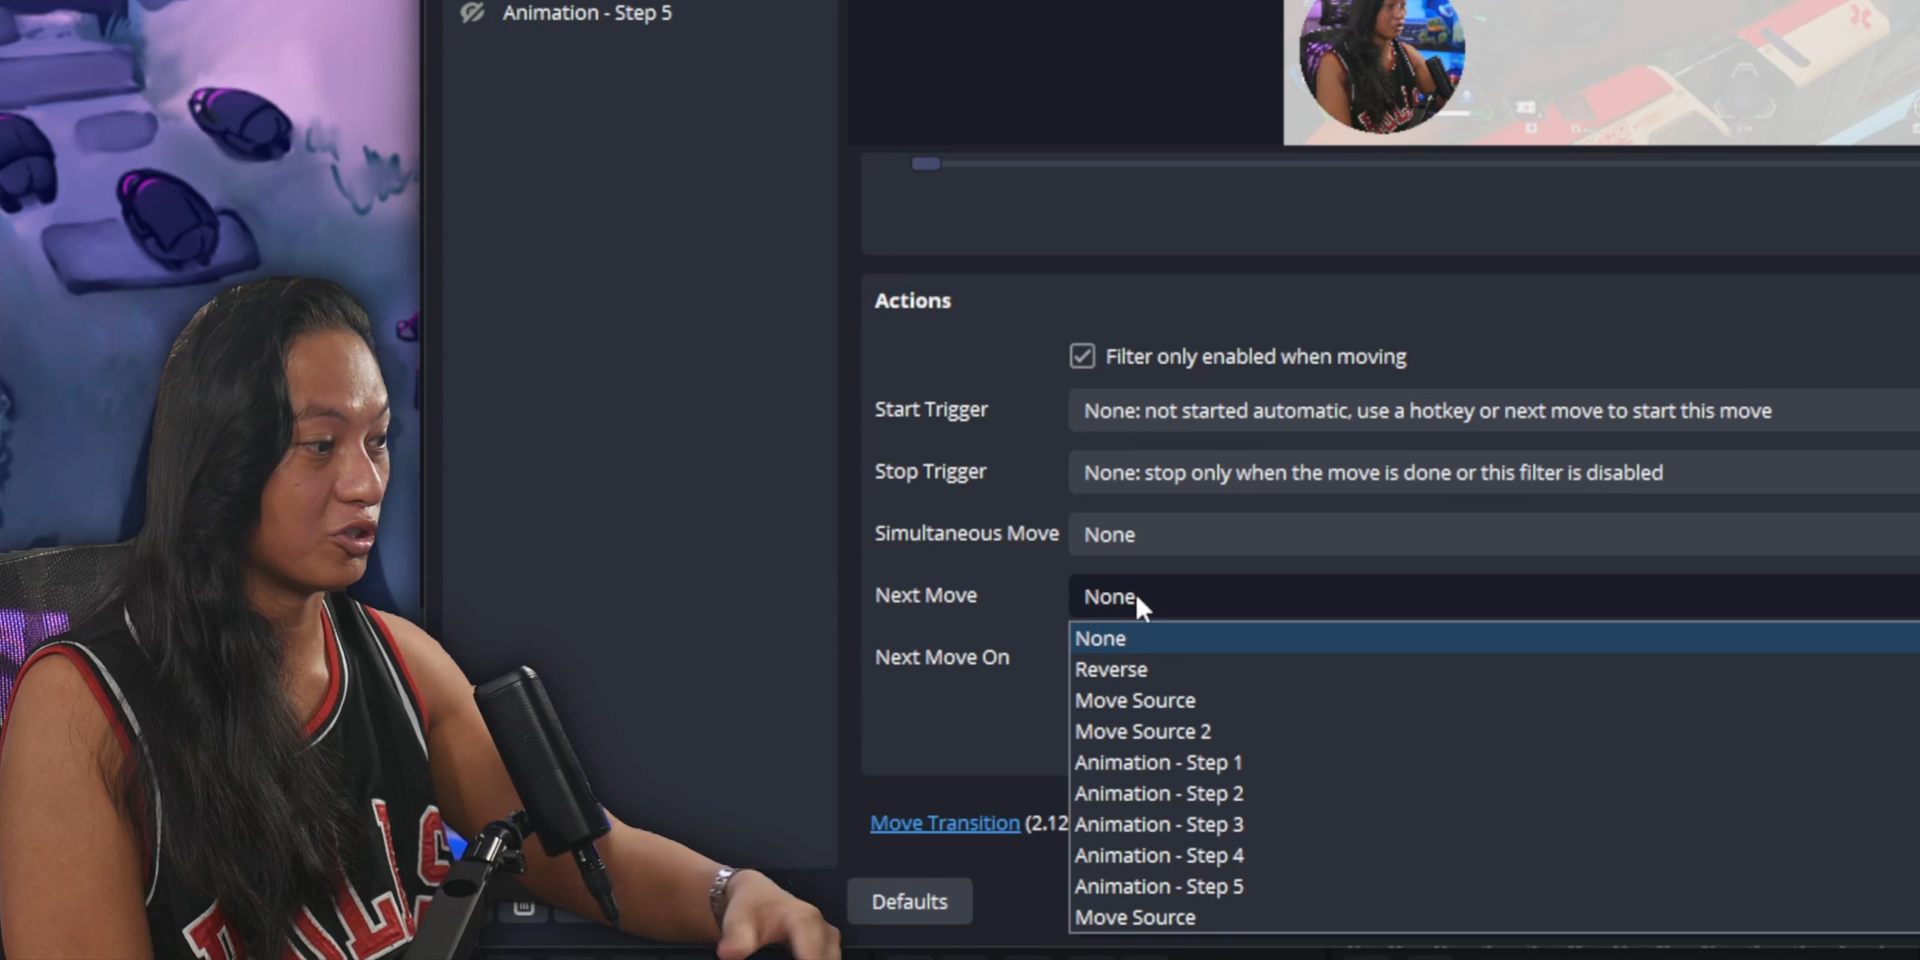 Animation - Step 5
Actions
Filter only enabled when moving
Start Trigger
None: not started automatic, use a hotkey or next move to start this move
Stop Trigger
None: stop only when the move is done or this filter is disabled
Simultaneous Move
None
Next Move
None
Next Move On
None
Reverse
Move Source
Move Source 2
Animation - Step 1
Animation - Step 2
Animation - Step 3
Animation - Step 4
Animation - Step 5
Move Source
Move Transition (2.12
Defaults